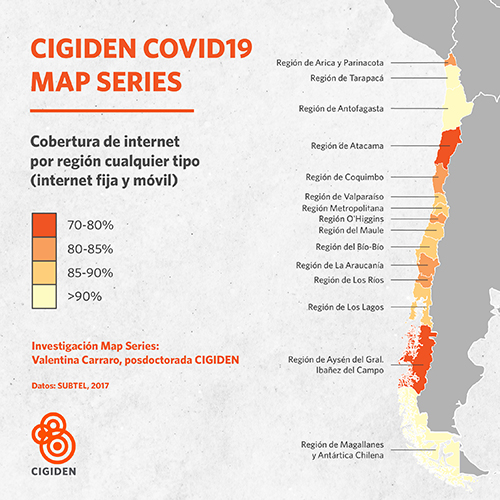 CIGIDEN COVID19
MAP SERIES
Cobertura de internet
por región cualquier tipo
(internet fija y móvil)
70-80%
80-85%
85-90%
>90%
Investigación Map Series:
Valentina Carraro, posdoctorada CIGIDEN
Datos: SUBTEL, 2017
CIGIDEN
Región de Arica y Parinacota
Región de Tarapacá
Región de Antofagasta
Región de Atacama
Región de Coquimbo
Región de Valparaíso
Región Metropolitana
Región O'Higgins
Región del Maule
Región del Bío-Bío
Región de La Araucanía
Región de Los Ríos
Región de Los Lagos
Región de Aysén del Gral.
Ibañez del Campo
Región de Magallanes
y Antártica Chilena